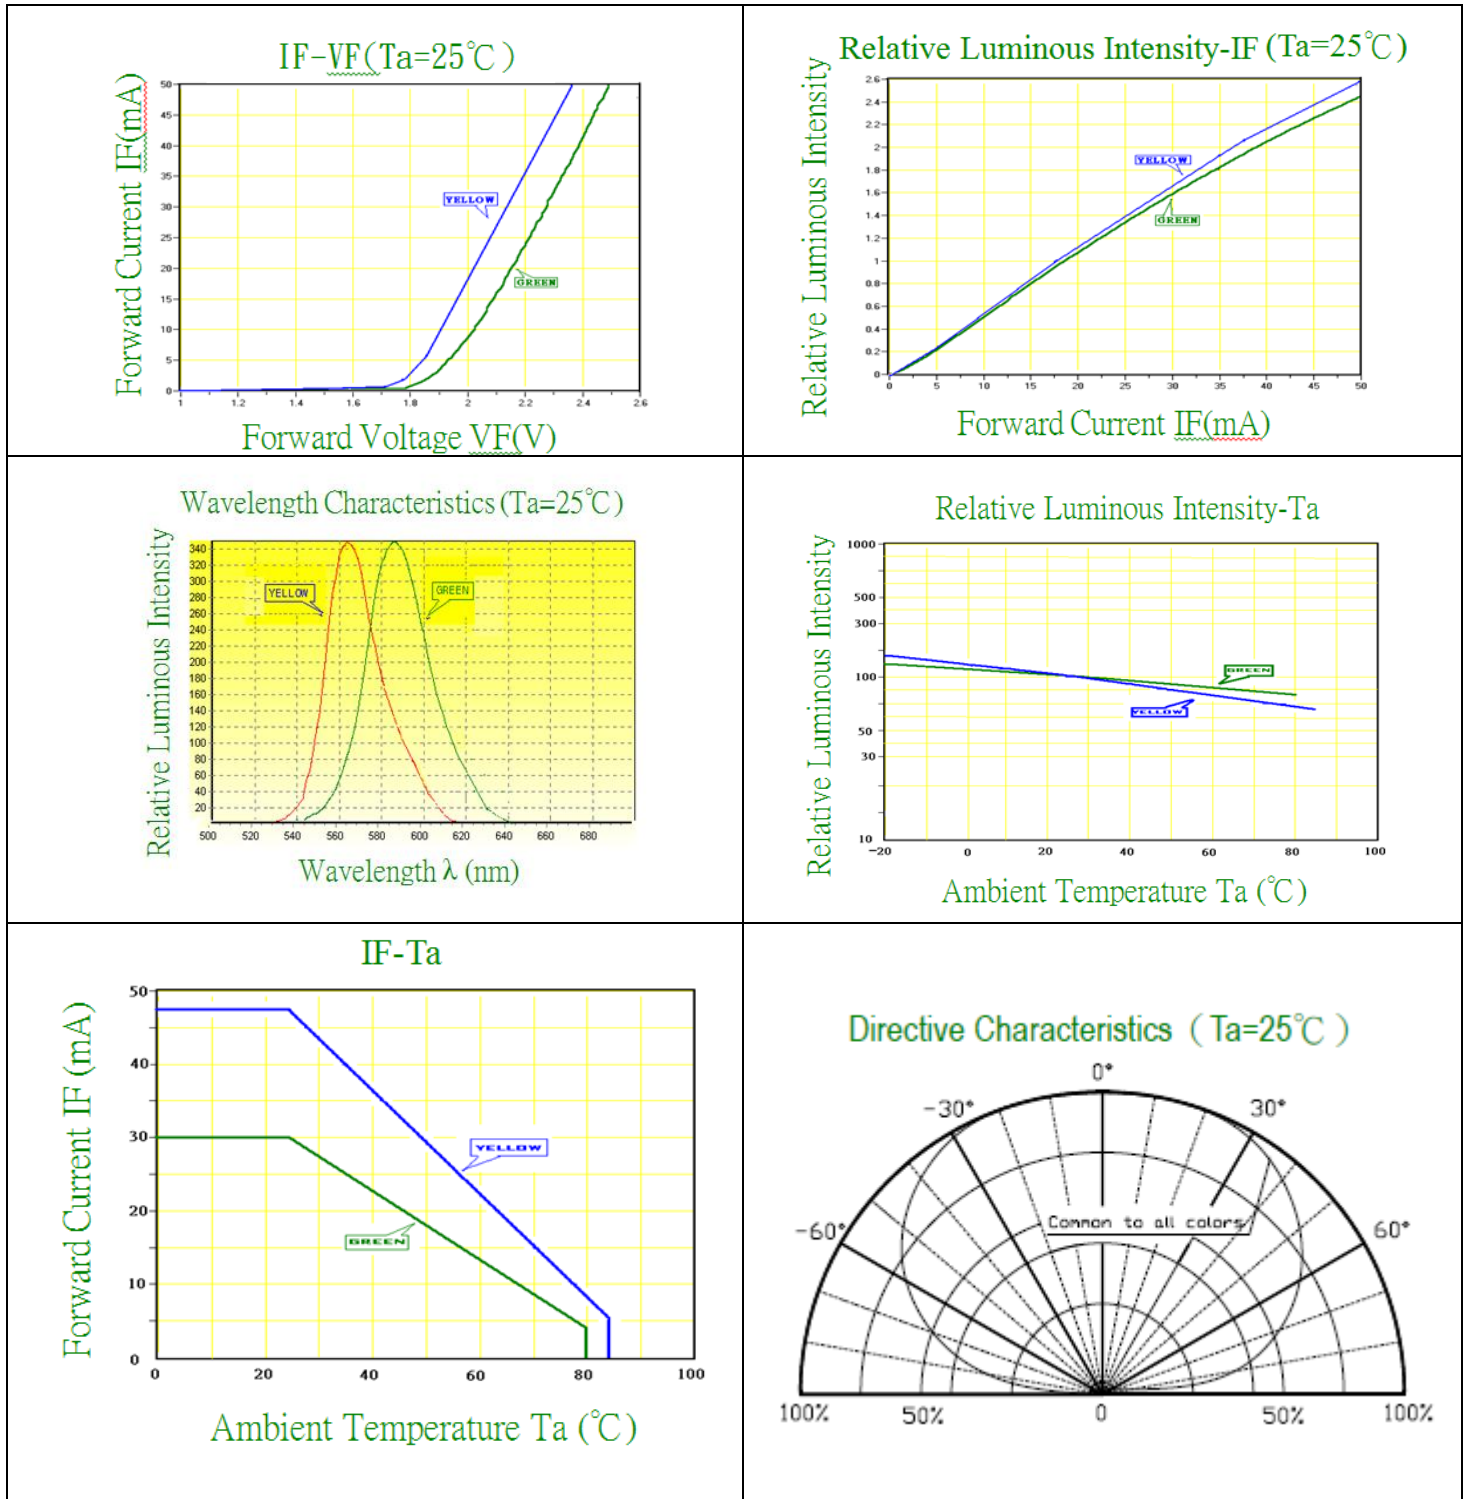 IF-VF(Ta=25℃)
Forward Current IF(mA)
50
45
40
35
30
25
20
15
10
5
0
YELLOW
GREEN
1 1.2 1.4 1.6 1.8 2 2.2 2.4 2.6
Forward Voltage VF(V)
Relative Luminous Intensity-IF (Ta=25℃)
Relative Luminous Intensity
2.6
2.4
2.2
2
1.8
1.6
1.4
1.2
1
0.8
0.6
0.4
0.2
0
YELLOW
GREEN
0 5 10 15 20 25 30 35 40 45 50
Forward Current IF(mA)
Wavelength Characteristics (Ta=25℃)
Relative Luminous Intensity
340
320
300
280
260
240
220
200
180
160
140
120
100
80
60
40
20
YELLOW
GREEN
500 520 540 560 580 600 620 640 660 680
Wavelength λ (nm)
Relative Luminous Intensity-Ta
Relative Luminous Intensity
1000
500
300
100
50
30
10
GREEN
YELLOW
-20 0 20 40 60 80 100
Ambient Temperature Ta (℃)
IF-Ta
Forward Current IF (mA)
50
40
30
20
10
0
YELLOW
GREEN
0 20 40 60 80 100
Ambient Temperature Ta (℃)
Directive Characteristics (Ta=25℃)
0°
-30° 30°
-60° 60°
Common to all colors
100% 50% 0 50% 100%